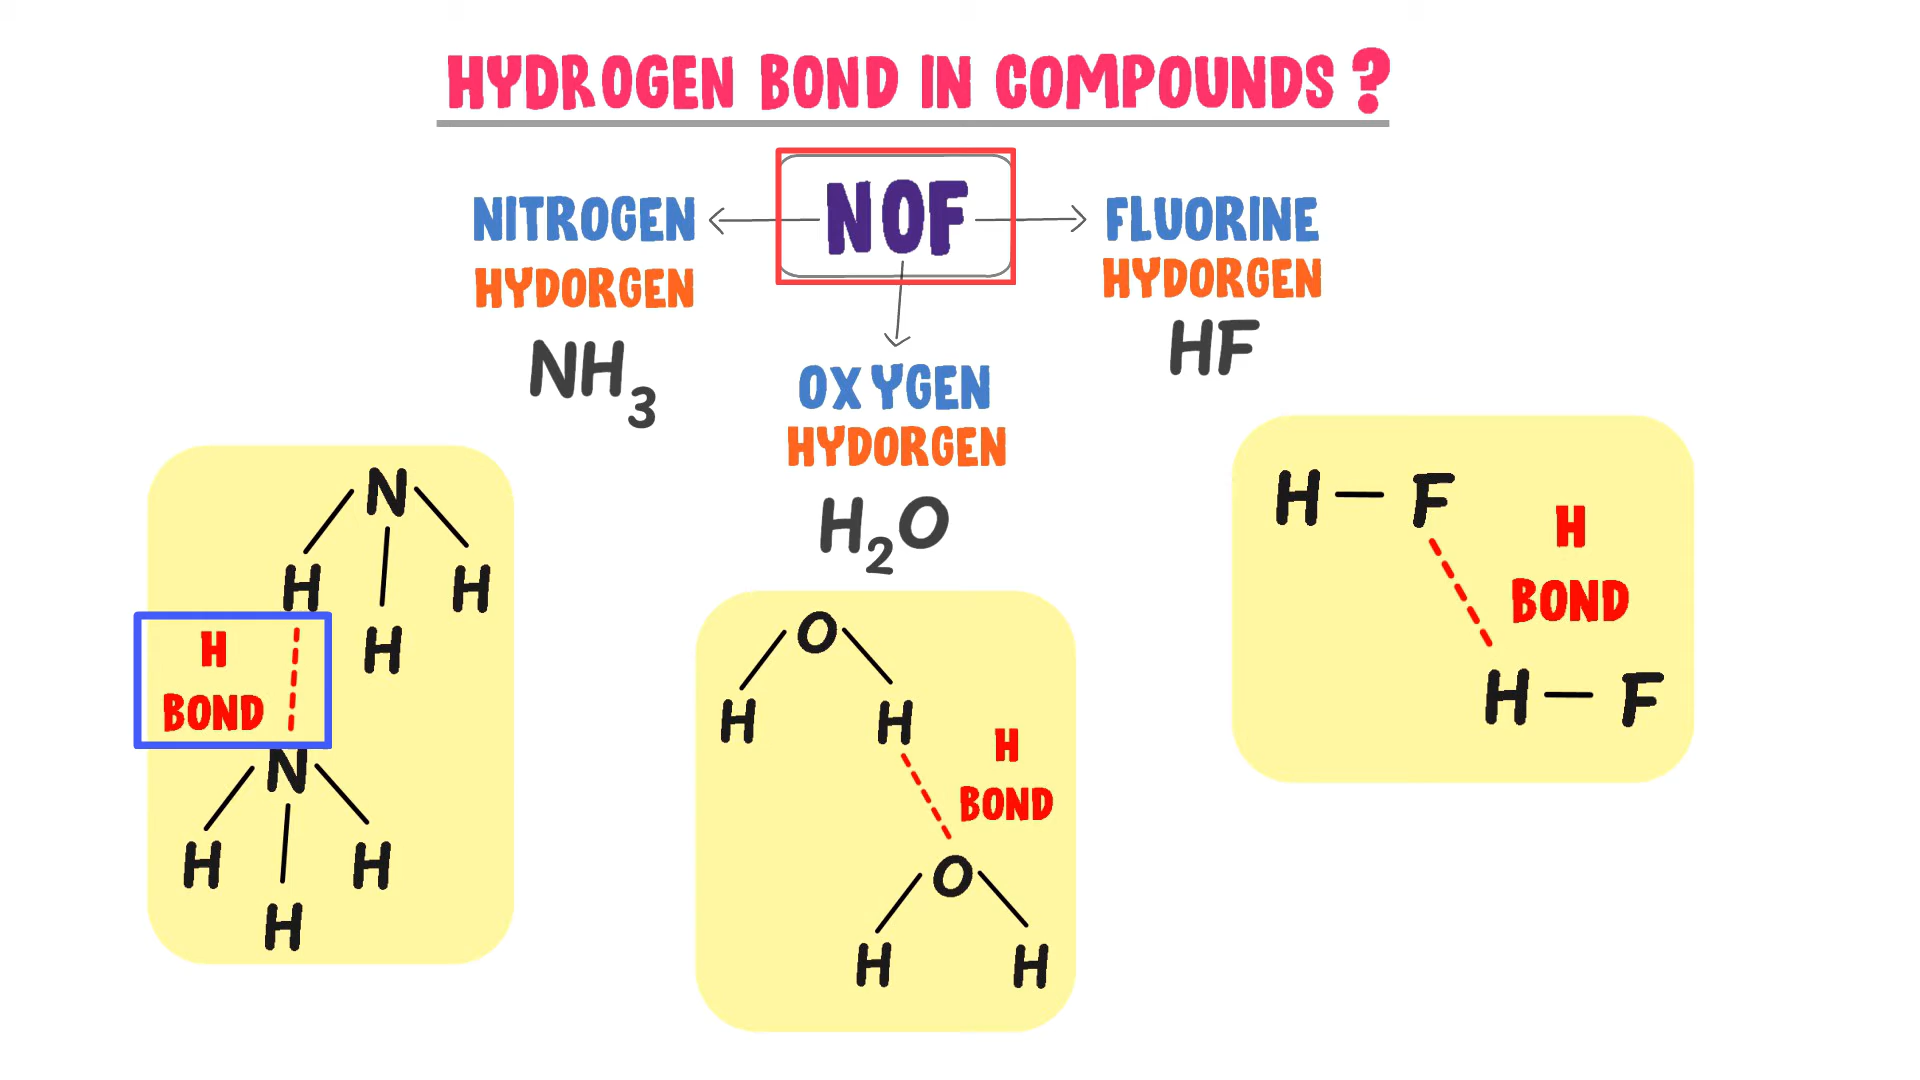 HYDROGEN BOND IN COMPOUNDS?
NOF
NITROGEN
HYDORGEN
NH3
FLUORINE
HYDORGEN
HF
OXYGEN
HYDORGEN
H2O
N
H H
H
H
BOND
N
H H
H
O
H H
H
BOND
O
H H
H — F
H
BOND
H — F